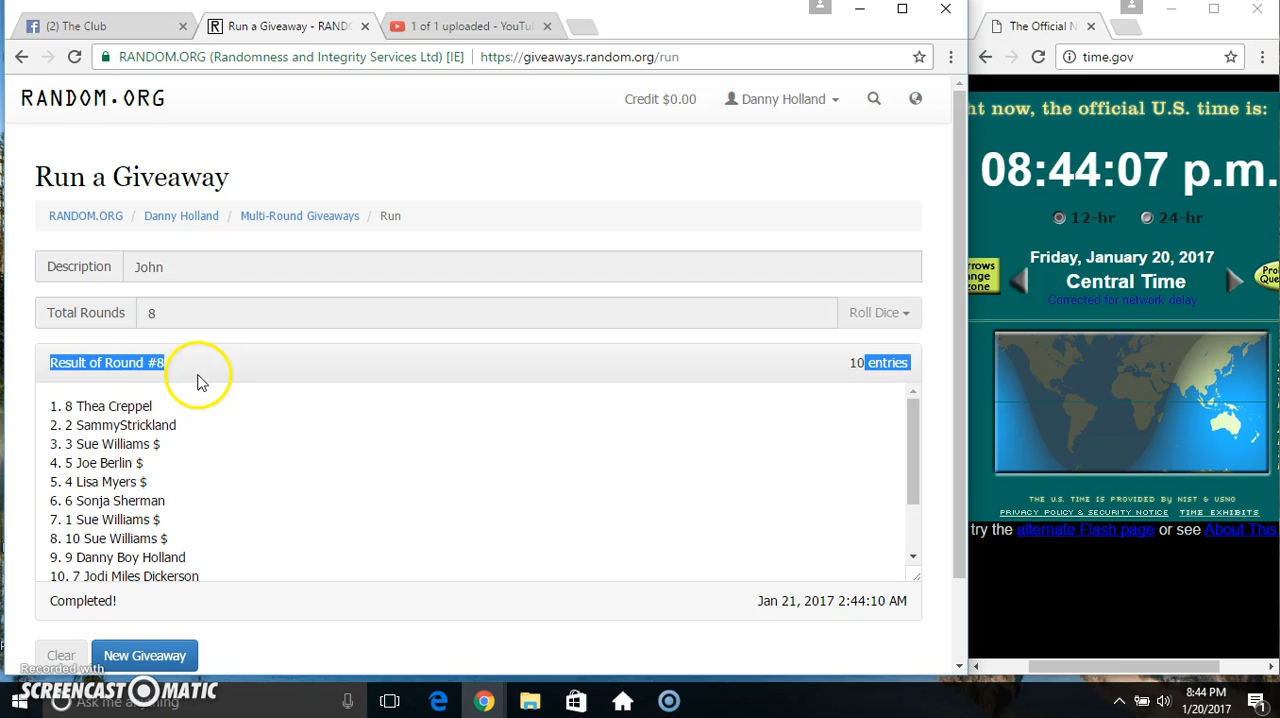 (2) The Club
Run a Giveaway - RANDO
1 of 1 uploaded - YouTu
The Official N
RANDOM.ORG (Randomness and Integrity Services Ltd) [IE]
https://giveaways.random.org/run
time.gov
RANDOM.ORG
Credit $0.00
Danny Holland
ht now, the official U.S. time is:
08:44:07 p.m.
12-hr
24-hr
Friday, January 20, 2017
Central Time
Corrected for network delay
Run a Giveaway
RANDOM.ORG / Danny Holland / Multi-Round Giveaways / Run
Description John
Total Rounds 8 Roll Dice
Result of Round #8 10 entries
1. 8 Thea Creppel
2. 2 SammyStrickland
3. 3 Sue Williams $
4. 5 Joe Berlin $
5. 4 Lisa Myers $
6. 6 Sonja Sherman
7. 1 Sue Williams $
8. 10 Sue Williams $
9. 9 Danny Boy Holland
10. 7 Jodi Miles Dickerson
Completed! Jan 21, 2017 2:44:10 AM
Clear New Giveaway
THE U.S. TIME IS PROVIDED BY NIST & USNO
PRIVACY POLICY & SECURITY NOTICE TIME EXHIBITS
try the alternate Flash page or see About This
Recorded with
SCREENCAST-O-MATIC
Ask me anything
8:44 PM
1/20/2017
1